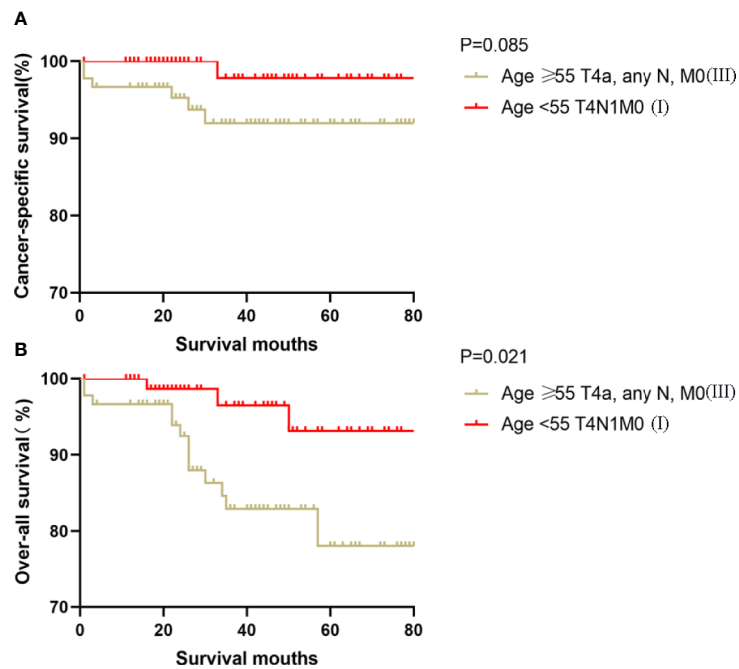 A
P=0.085
Age ≥55 T4a, any N, M0(III)
Age <55 T4N1M0 (I)
Cancer-specific survival(%)
100
90
80
70
0 20 40 60 80
Survival mouths
B
P=0.021
Age ≥55 T4a, any N, M0(III)
Age <55 T4N1M0 (I)
Over-all survival( %)
100
90
80
70
0 20 40 60 80
Survival mouths